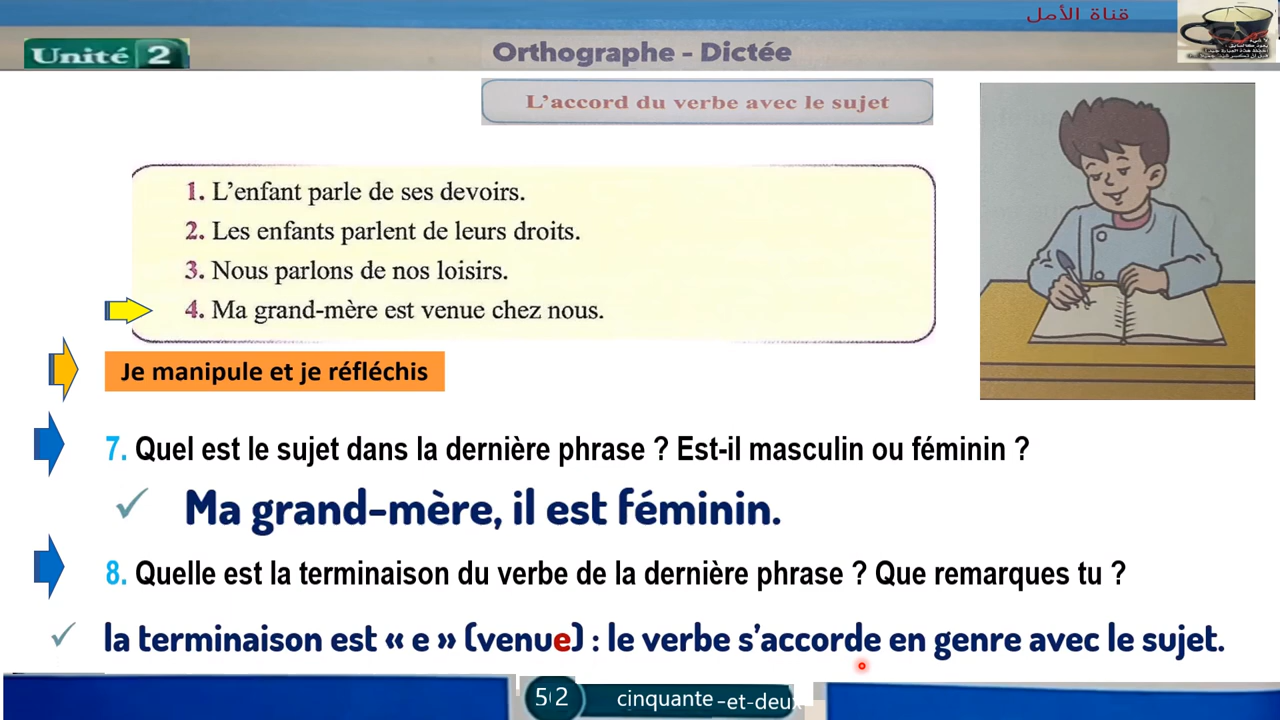 قناة الأمل
Unité 2
Orthographe - Dictée
L'accord du verbe avec le sujet
1. L'enfant parle de ses devoirs.
2. Les enfants parlent de leurs droits.
3. Nous parlons de nos loisirs.
4. Ma grand-mère est venue chez nous.
Je manipule et je réfléchis
7. Quel est le sujet dans la dernière phrase ? Est-il masculin ou féminin ?
Ma grand-mère, il est féminin.
8. Quelle est la terminaison du verbe de la dernière phrase ? Que remarques tu ?
la terminaison est « e » (venue) : le verbe s'accorde en genre avec le sujet.
52 cinquante-et-deux